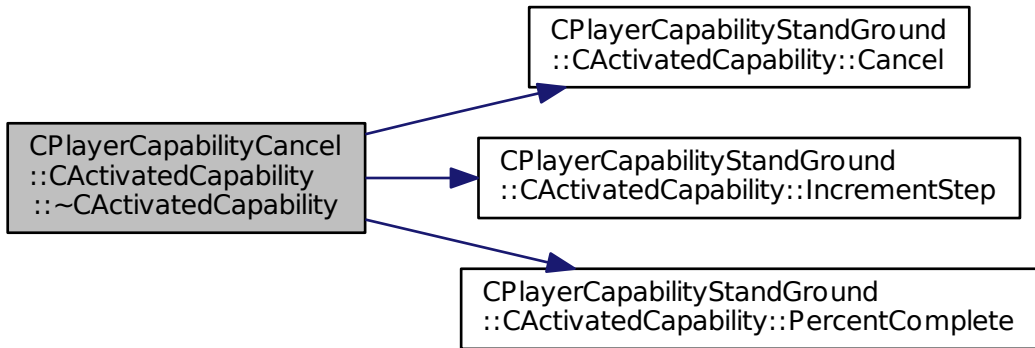 CPlayerCapabilityCancel
::CActivatedCapability
::~CActivatedCapability
CPlayerCapabilityStandGround
::CActivatedCapability::Cancel
CPlayerCapabilityStandGround
::CActivatedCapability::IncrementStep
CPlayerCapabilityStandGround
::CActivatedCapability::PercentComplete